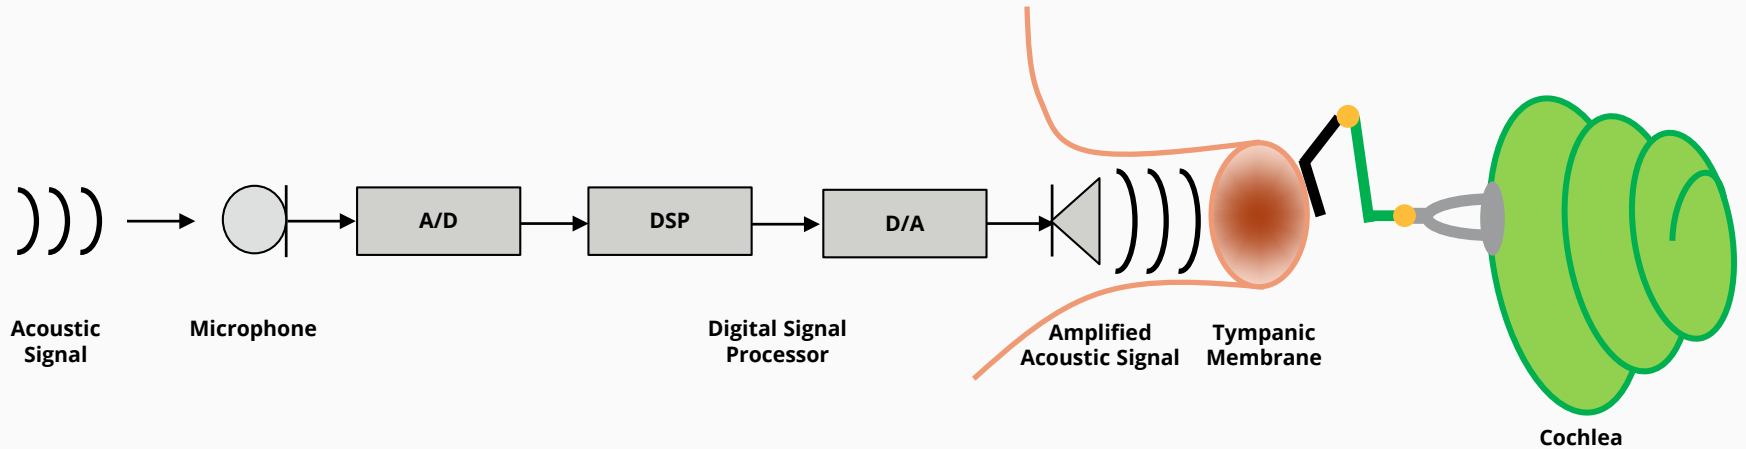 A/D
DSP
D/A
Acoustic
Signal
Microphone
Digital Signal
Processor
Amplified
Acoustic Signal
Tympanic
Membrane
Cochlea